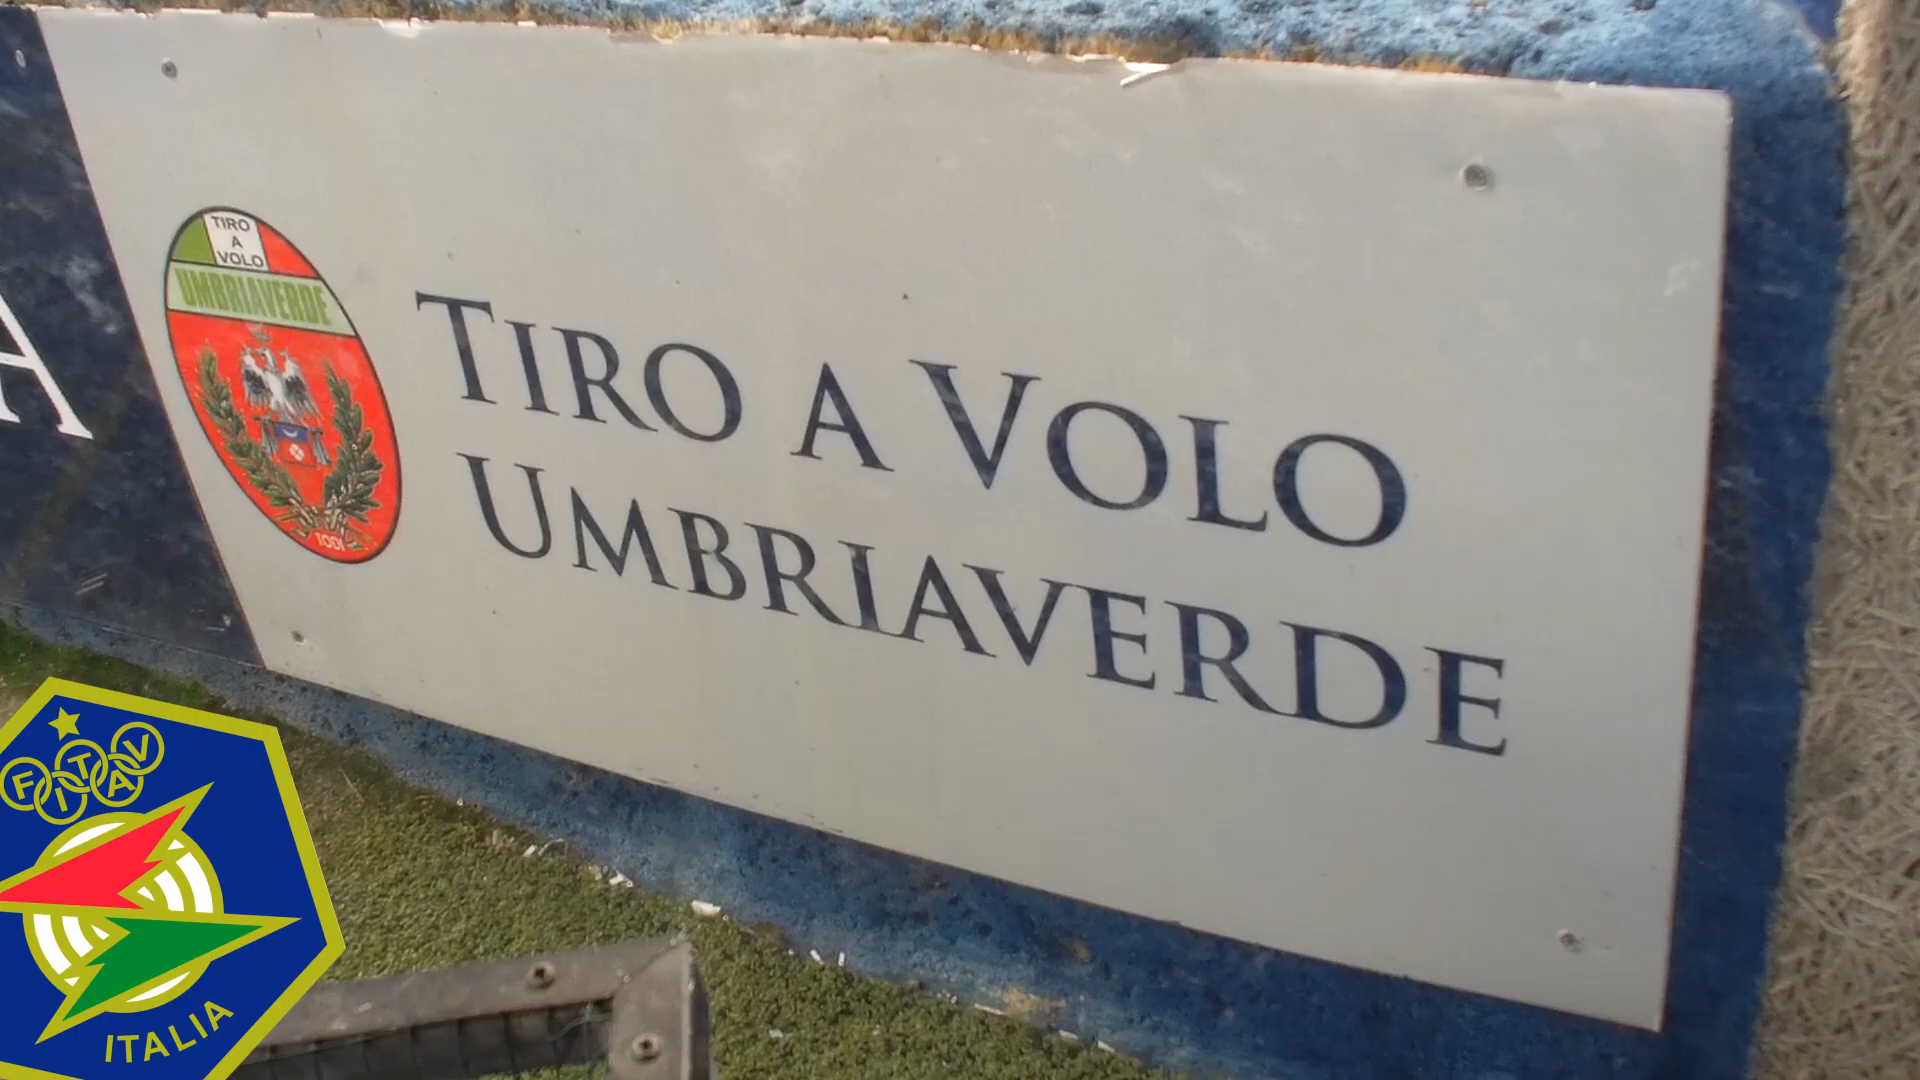 A
TIRO
A
VOLO
UMBRIAVERDE
TODI
TIRO A VOLO
UMBRIAVERDE
FITAV
ITALIA